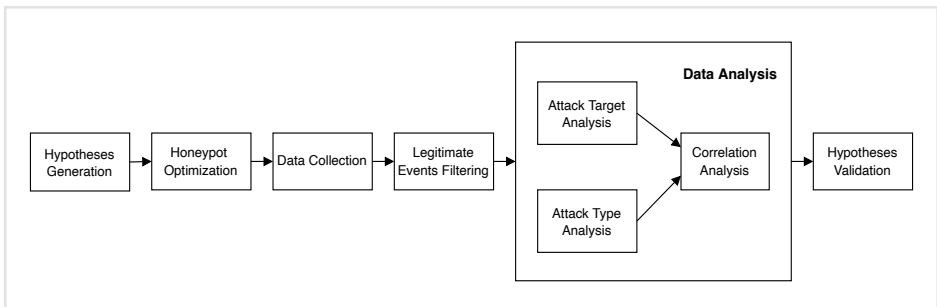 Hypotheses
Generation
Honeypot
Optimization
Data Collection
Legitimate
Events Filtering
Data Analysis
Attack Target
Analysis
Attack Type
Analysis
Correlation
Analysis
Hypotheses
Validation